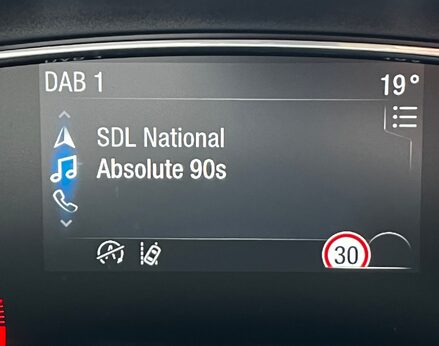 DAB 1
19°
SDL National
Absolute 90s
A
30